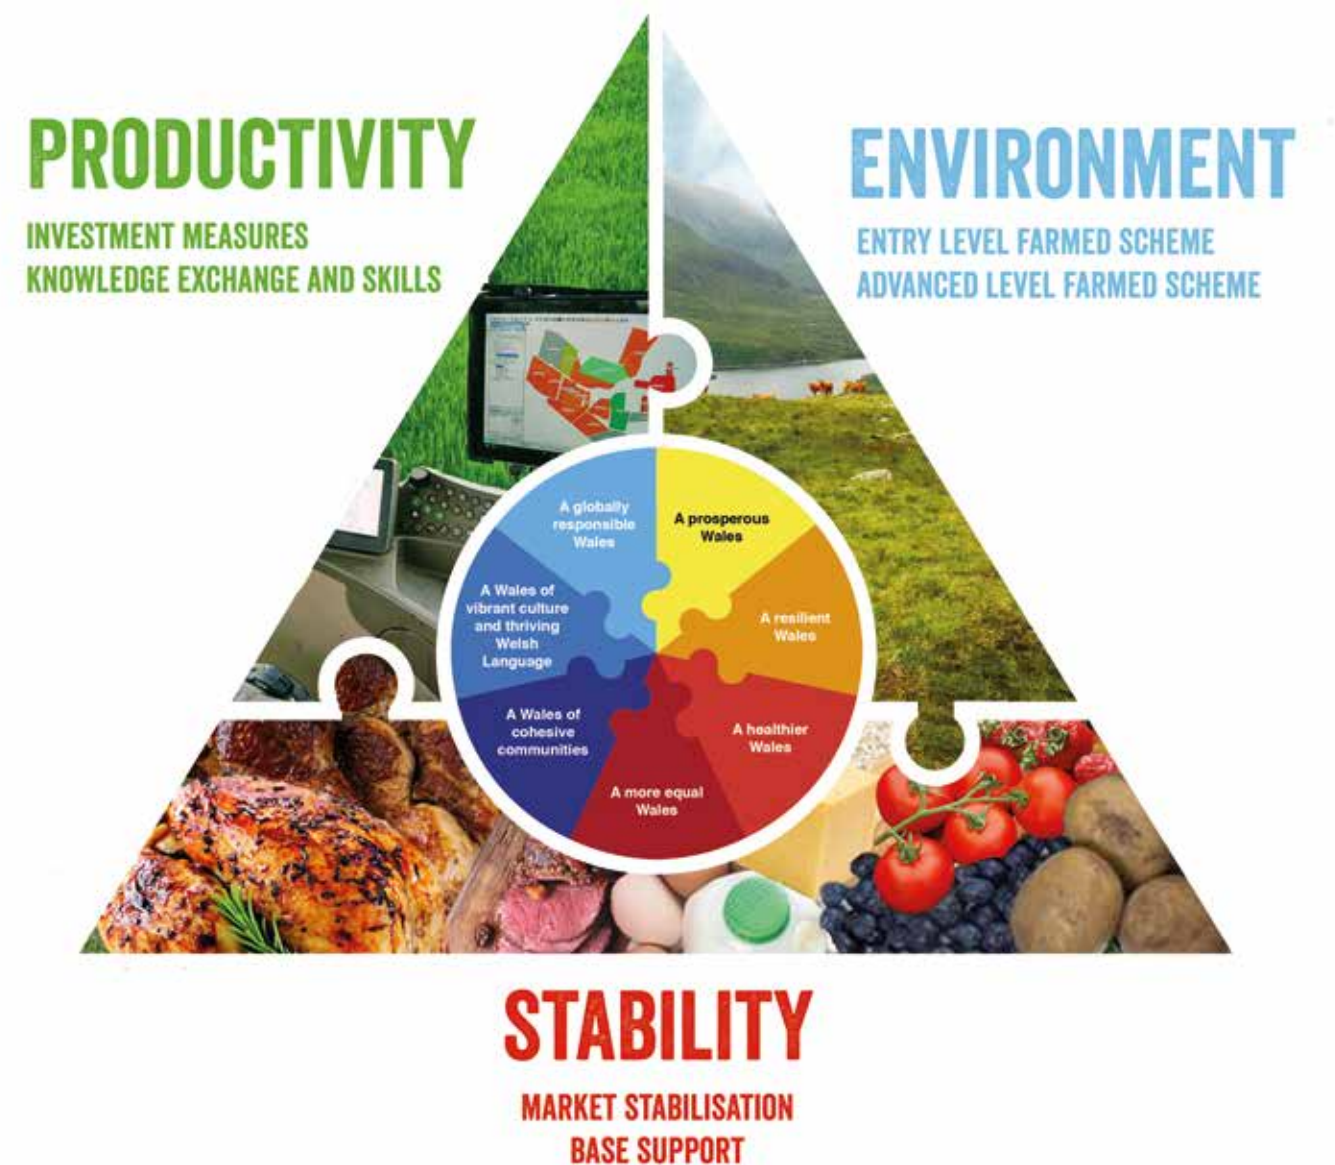 PRODUCTIVITY
INVESTMENT MEASURES
KNOWLEDGE EXCHANGE AND SKILLS
ENVIRONMENT
ENTRY LEVEL FARMED SCHEME
ADVANCED LEVEL FARMED SCHEME
A globally
responsible
Wales
A prosperous
Wales
A Wales of
vibrant culture
and thriving
Welsh
Language
A resilient
Wales
A Wales of
cohesive
communities
A healthier
Wales
A more equal
Wales
STABILITY
MARKET STABILISATION
BASE SUPPORT